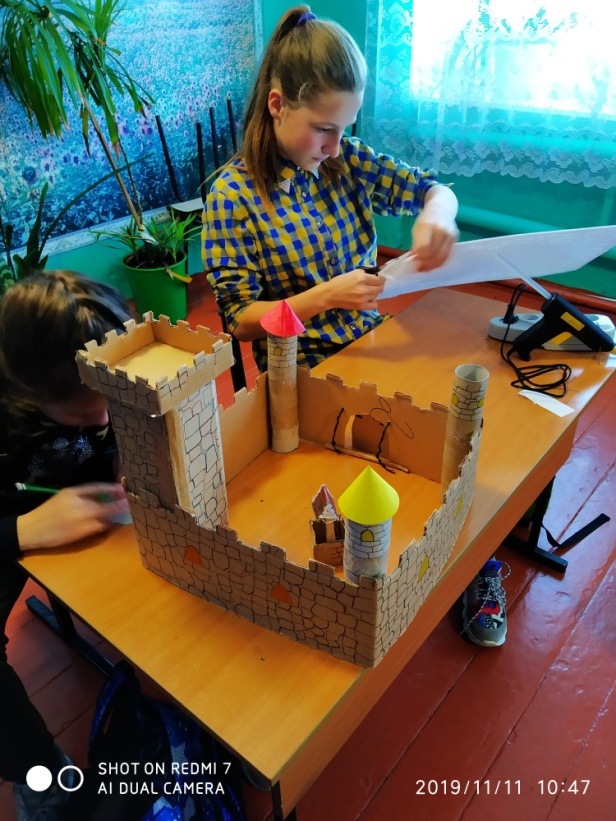 SHOT ON REDMI 7
AI DUAL CAMERA
2019/11/11 10:47